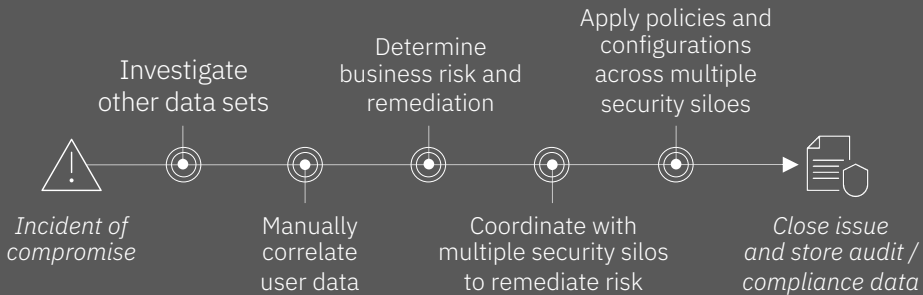 Incident of
compromise
Investigate
other data sets
Manually
correlate
user data
Determine
business risk and
remediation
Coordinate with
multiple security silos
to remediate risk
Apply policies and
configurations
across multiple
security siloes
Close issue
and store audit /
compliance data